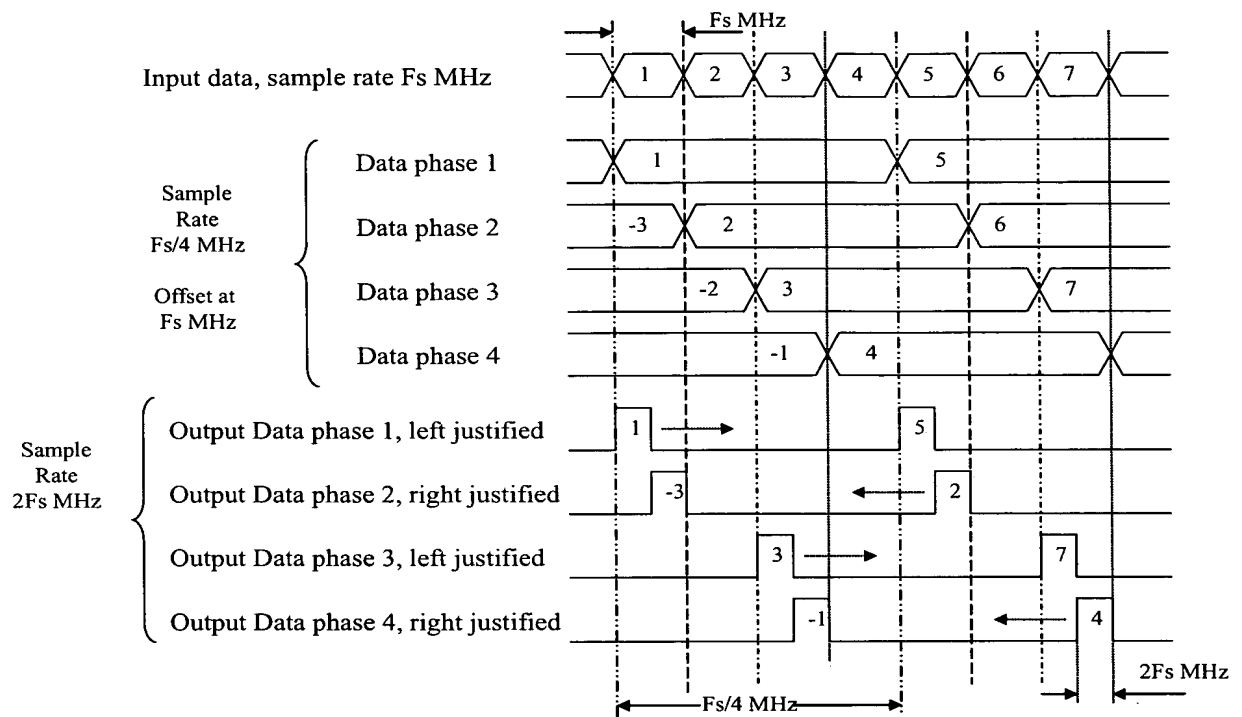 Fs MHz
Input data, sample rate Fs MHz
1 2 3 4 5 6 7
Sample
Rate
Fs/4 MHz
Offset at
Fs MHz
Data phase 1
1 5
Data phase 2
-3 2 6
Data phase 3
-2 3 7
Data phase 4
-1 4
Sample
Rate
2Fs MHz
Output Data phase 1, left justified
1 5
Output Data phase 2, right justified
-3 2
Output Data phase 3, left justified
3 7
Output Data phase 4, right justified
-1 4
Fs/4 MHz
2Fs MHz